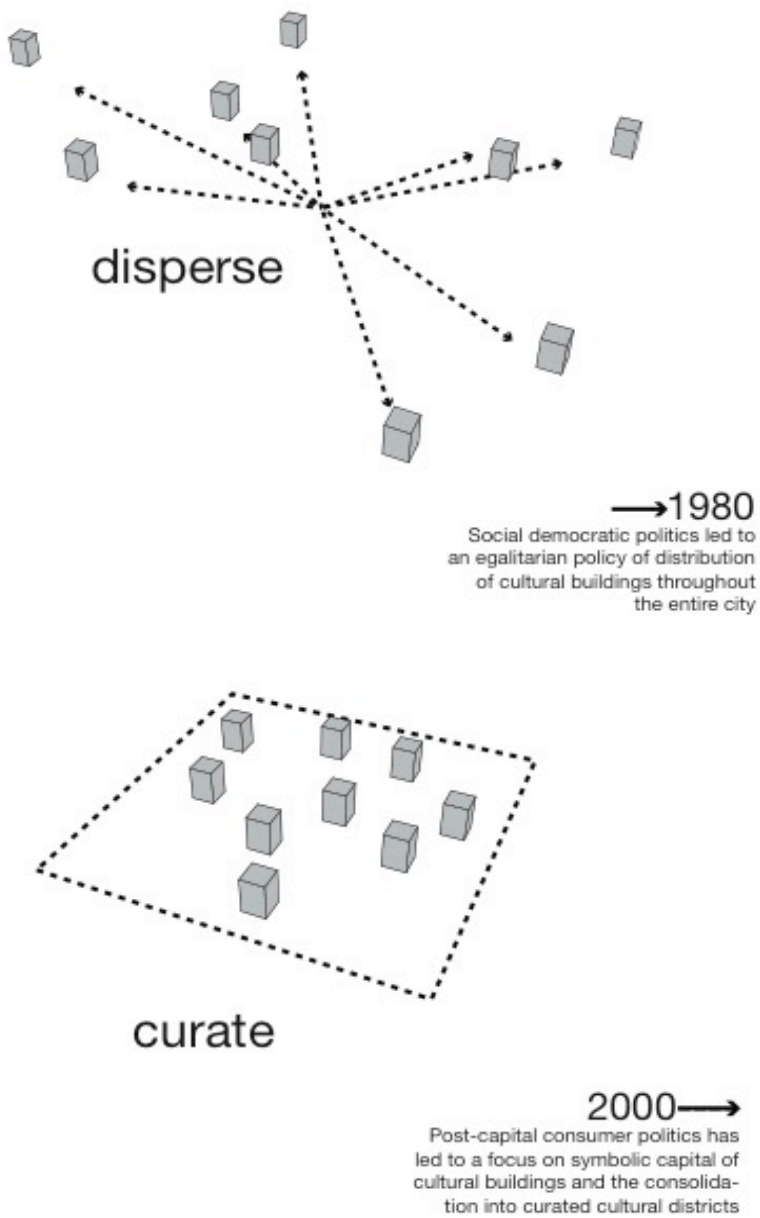 disperse
→1980
Social democratic politics led to
an egalitarian policy of distribution
of cultural buildings throughout
the entire city
curate
2000→
Post-capital consumer politics has
led to a focus on symbolic capital of
cultural buildings and the consolida-
tion into curated cultural districts